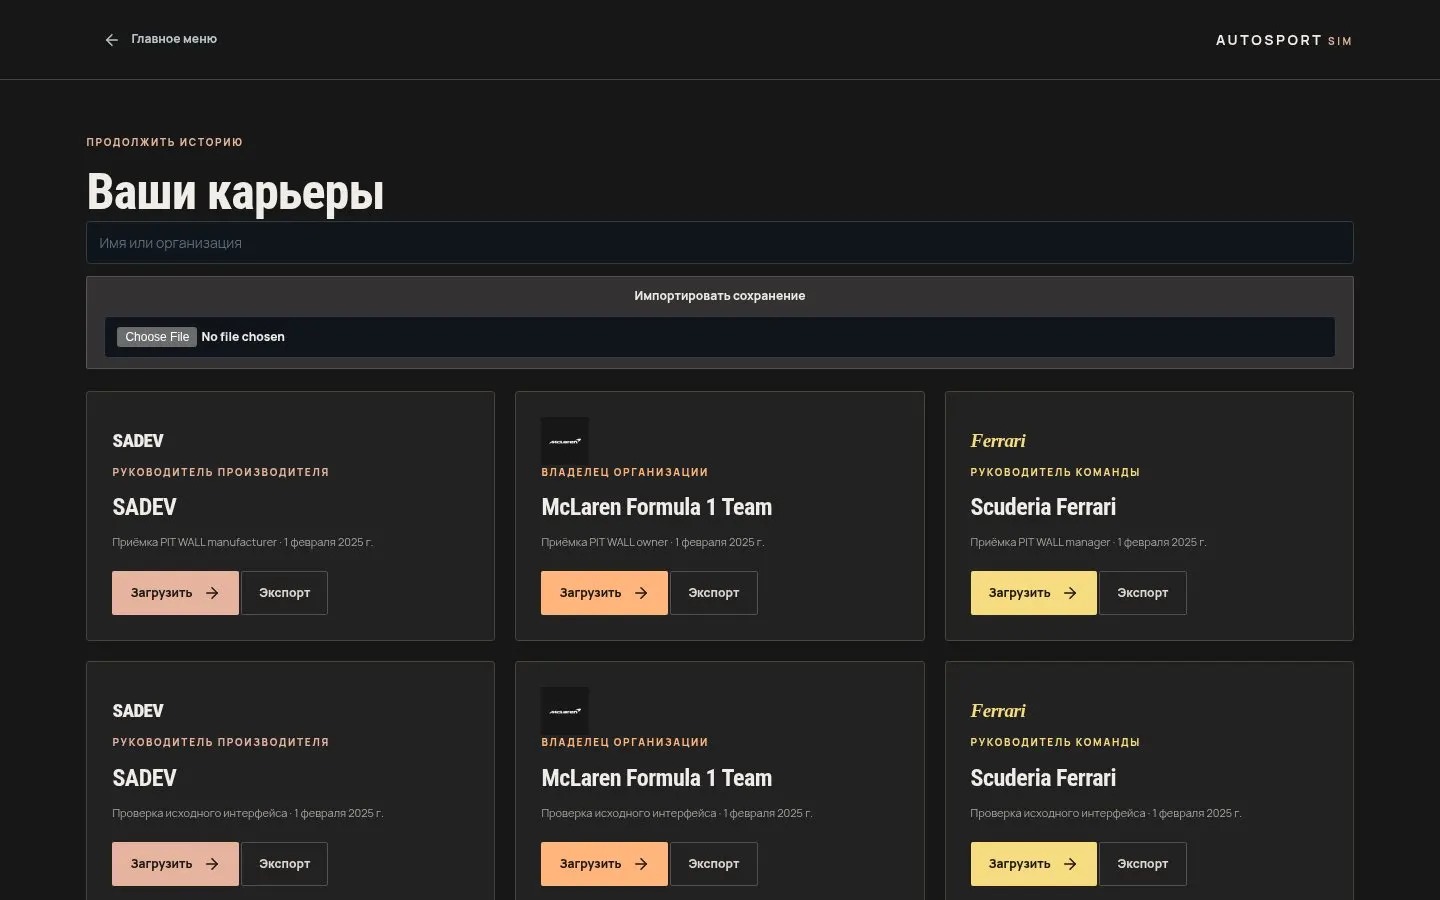 Главное меню
AUTOSPORT SIM
ПРОДОЛЖИТЬ ИСТОРИЮ
Ваши карьеры
Имя или организация
Импортировать сохранение
Choose File No file chosen
SADEV
РУКОВОДИТЕЛЬ ПРОИЗВОДИТЕЛЯ
SADEV
Приёмка PIT WALL manufacturer · 1 февраля 2025 г.
Загрузить
Экспорт
McLaren
ВЛАДЕЛЕЦ ОРГАНИЗАЦИИ
McLaren Formula 1 Team
Приёмка PIT WALL owner · 1 февраля 2025 г.
Загрузить
Экспорт
Ferrari
РУКОВОДИТЕЛЬ КОМАНДЫ
Scuderia Ferrari
Приёмка PIT WALL manager · 1 февраля 2025 г.
Загрузить
Экспорт
SADEV
РУКОВОДИТЕЛЬ ПРОИЗВОДИТЕЛЯ
SADEV
Проверка исходного интерфейса · 1 февраля 2025 г.
Загрузить
Экспорт
McLaren
ВЛАДЕЛЕЦ ОРГАНИЗАЦИИ
McLaren Formula 1 Team
Проверка исходного интерфейса · 1 февраля 2025 г.
Загрузить
Экспорт
Ferrari
РУКОВОДИТЕЛЬ КОМАНДЫ
Scuderia Ferrari
Проверка исходного интерфейса · 1 февраля 2025 г.
Загрузить
Экспорт